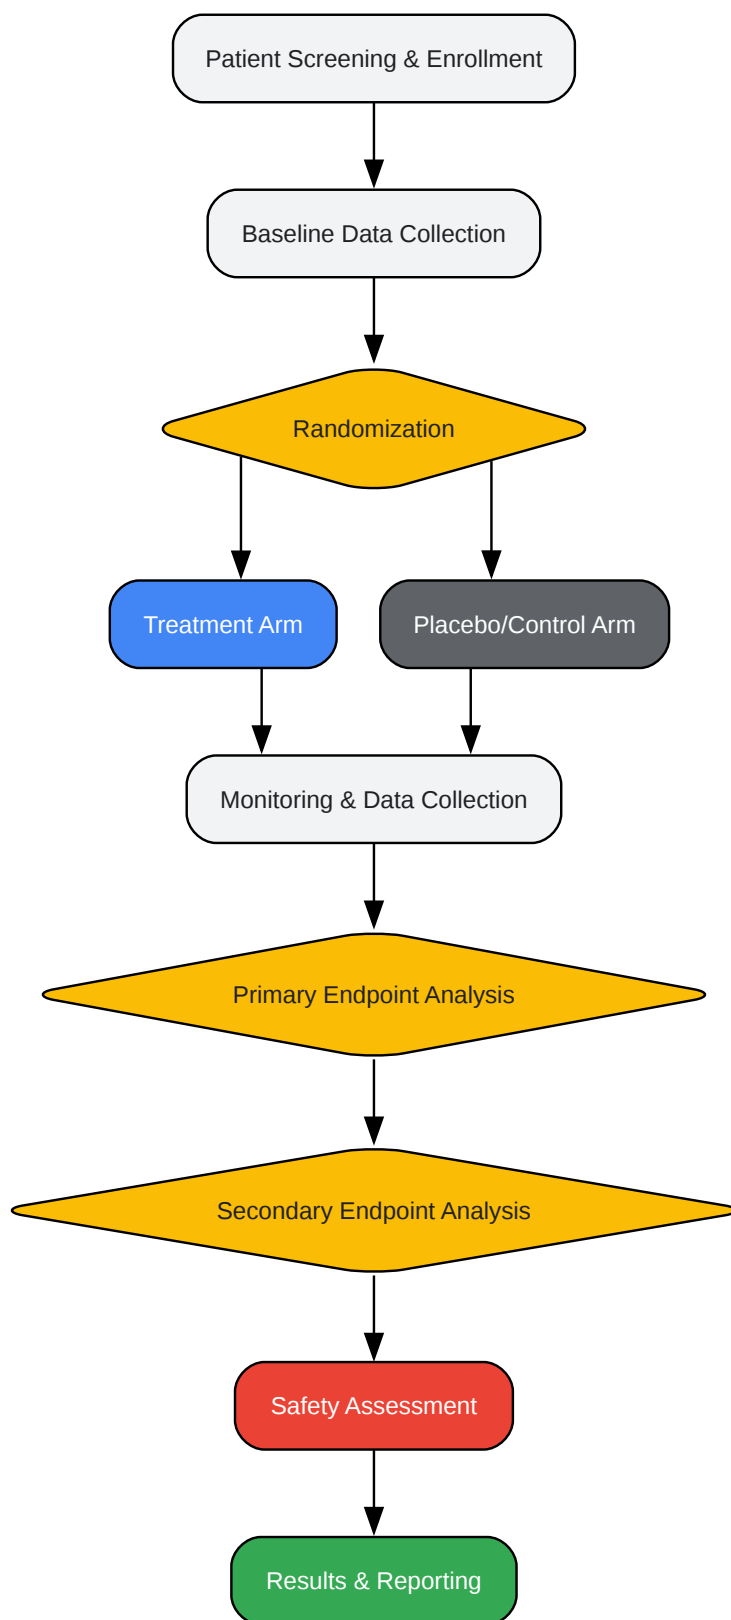 Patient Screening & Enrollment
Baseline Data Collection
Randomization
Treatment Arm
Placebo/Control Arm
Monitoring & Data Collection
Primary Endpoint Analysis
Secondary Endpoint Analysis
Safety Assessment
Results & Reporting